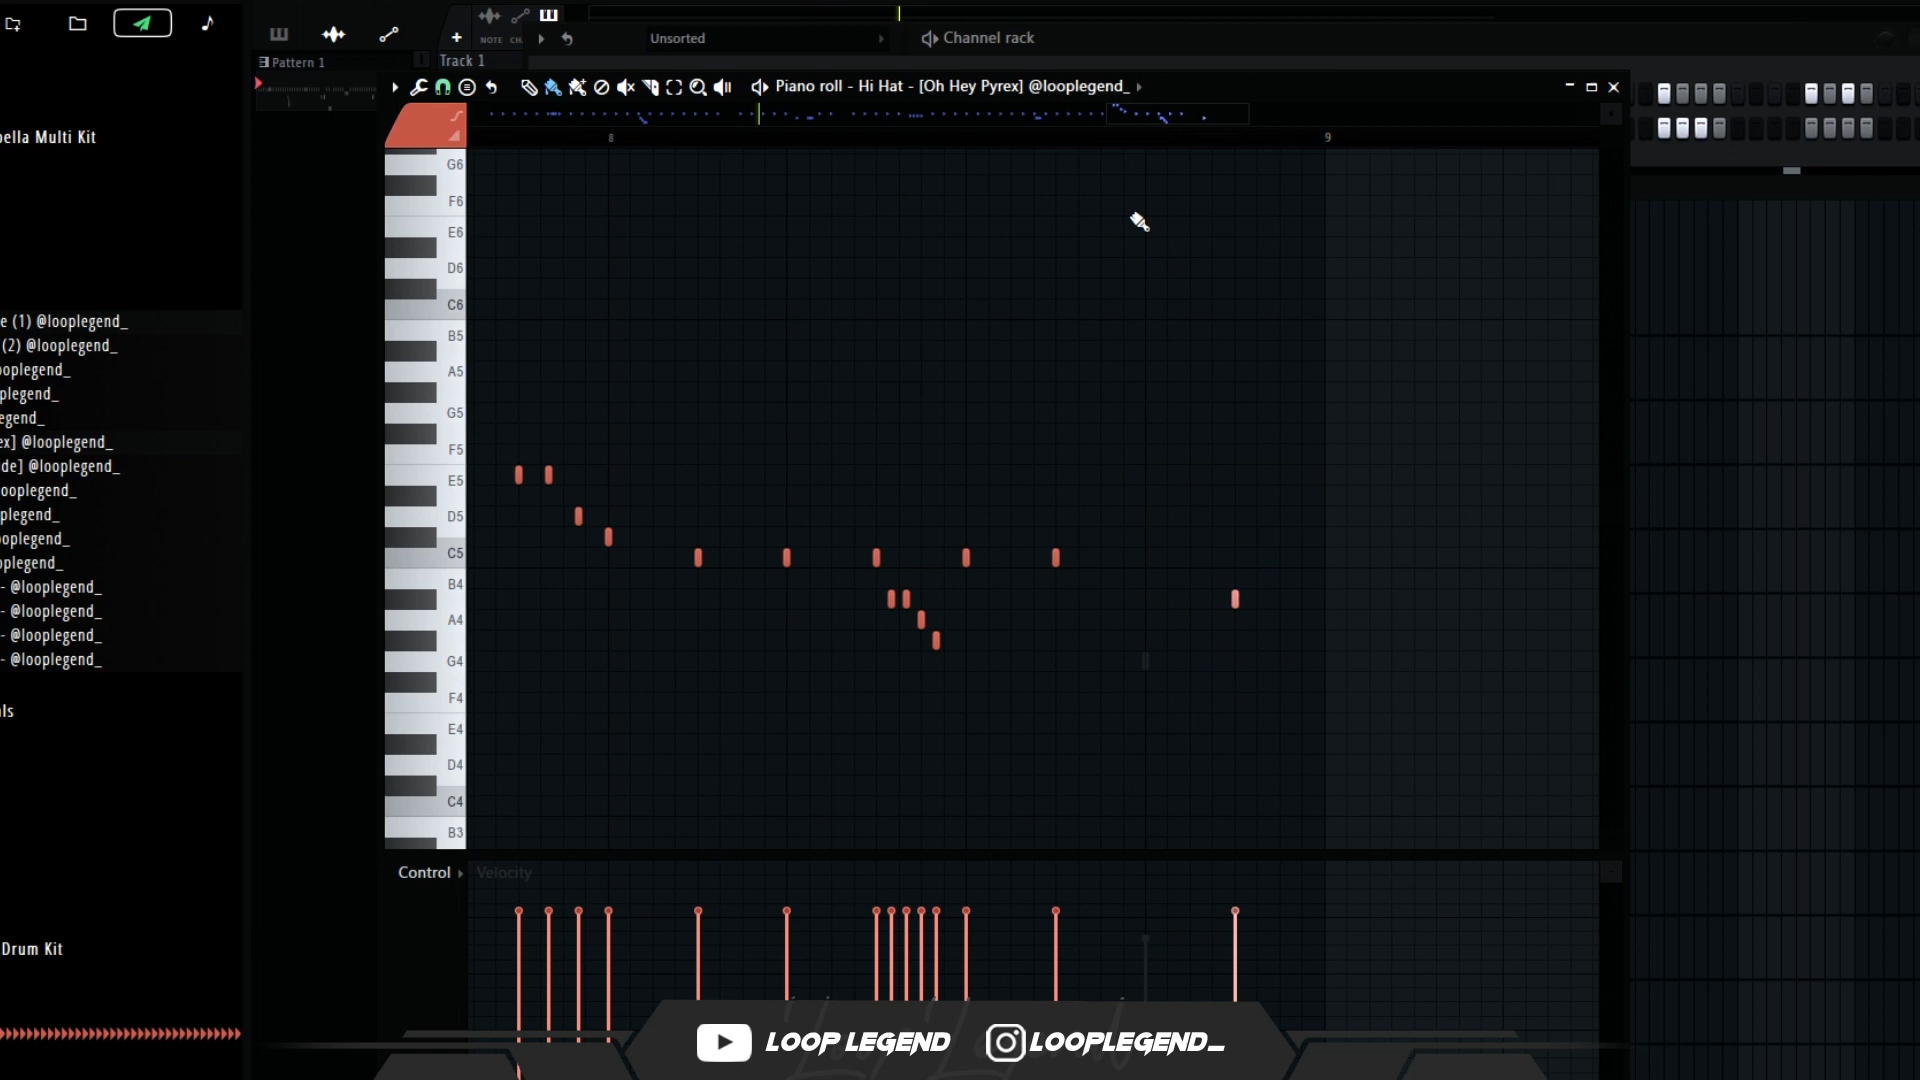 NOTE
Unsorted
Channel rack
Pattern 1
Track 1
Piano roll - Hi Hat - [Oh Hey Pyrex] @looplegend_
8
9
ella Multi Kit
G6
F6
E6
D6
C6
B5
A5
G5
F5
E5
D5
C5
B4
A4
G4
F4
E4
D4
C4
B3
e (1) @looplegend_
(2) @looplegend_
ooplegend_
plegend_
egend_
ex] @looplegend_
de] @looplegend_
ooplegend_
plegend_
ooplegend_
oplegend_
- @looplegend_
- @looplegend_
- @looplegend_
- @looplegend_
ls
Drum Kit
Control
Velocity
LOOP LEGEND
LOOPLEGEND_